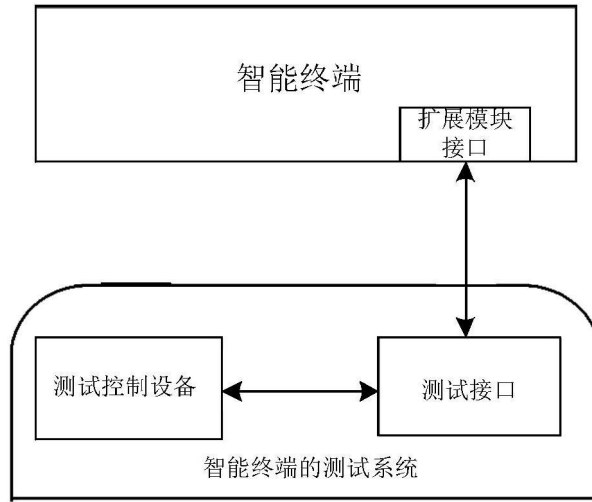 智能终端
扩展模块
接口
测试控制设备
测试接口
智能终端的测试系统